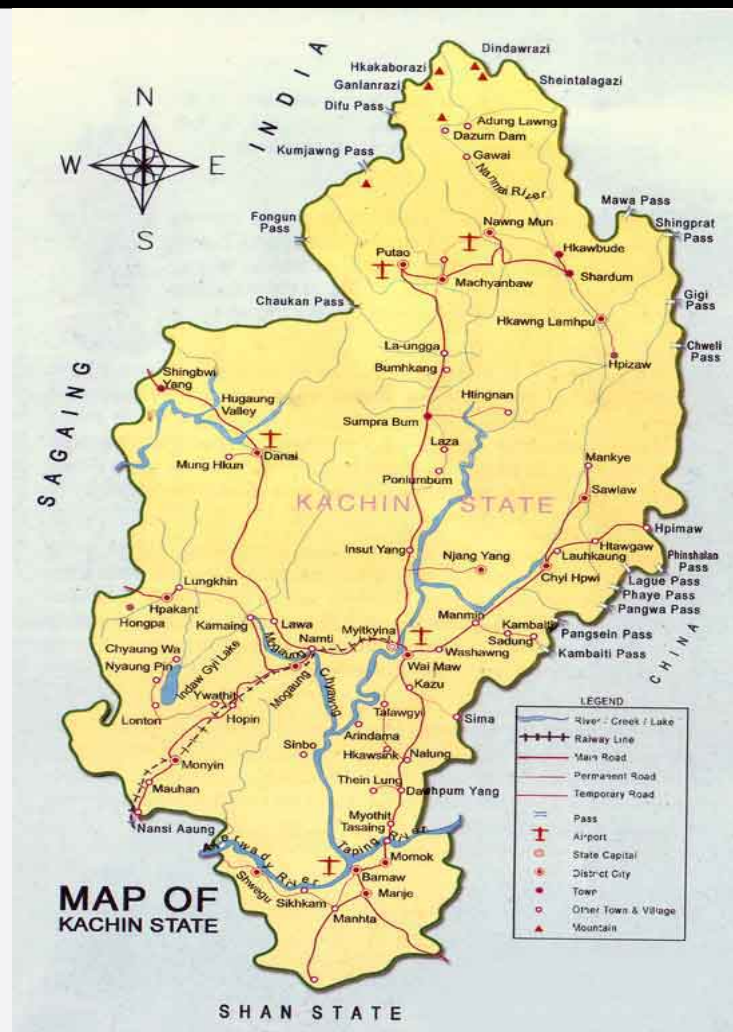 Dindawrazi
Hkakaborazi
Ganlanrazi
Sheintalagazi
Difu Pass
INDIA
N
W
E
S
Adung Lawng
Dazum Dam
Gawai
Kumjawng Pass
Nanmai River
Mawa Pass
Shingprat
Pass
Fongun
Pass
Nawng Mun
Putao
Hkawbude
Machyanbaw
Shardum
Chaukan Pass
Gigi
Pass
Hkawng Lamhpu
Chweli
Pass
La-ungga
Bumhkang
Hpizaw
Shingbwi
Yang
Hugaung
Valley
SAGAING
Htingnan
Sumpra Bum
Danai
Mung Hkun
Laza
Poniumbum
Mankye
Sawlaw
KACHIN STATE
Hpimaw
Insut Yang
Njang Yang
Htawgaw
Lauhkaung
Chyi Hpwi
Phinshalan
Pass
Lague Pass
Phaye Pass
Pangwa Pass
Lungkhin
Hpakant
Hongpa
Kamaing
Lawa
Manmin
Kambaiti
Sadung
Pangsein Pass
Kambaiti Pass
CHINA
Chyaung Wa
Nyaung Pin
Indaw Gyi Lake
Mogaung
Chyawng
Namti
Myitkyina
Wai Maw
Washawng
Mogaung
Kazu
Ywathit
Lonton
Hopin
Talawgyi
Sima
Arindama
Sinbo
Hkawsink
Nalung
Monyin
Mauhan
Thein Lung
Dawhpum Yang
Nansi Aaung
Myothit
Tasaing
Taping River
Momok
Bamaw
Manje
Shwegu
Sikhkam
Manhta
LEGEND
River / Creek / Lake
Railway Line
Main Road
Permanent Road
Temporary Road
Pass
Airport
State Capital
District City
Town
Other Town & Village
Mountain
MAP OF
KACHIN STATE
SHAN STATE